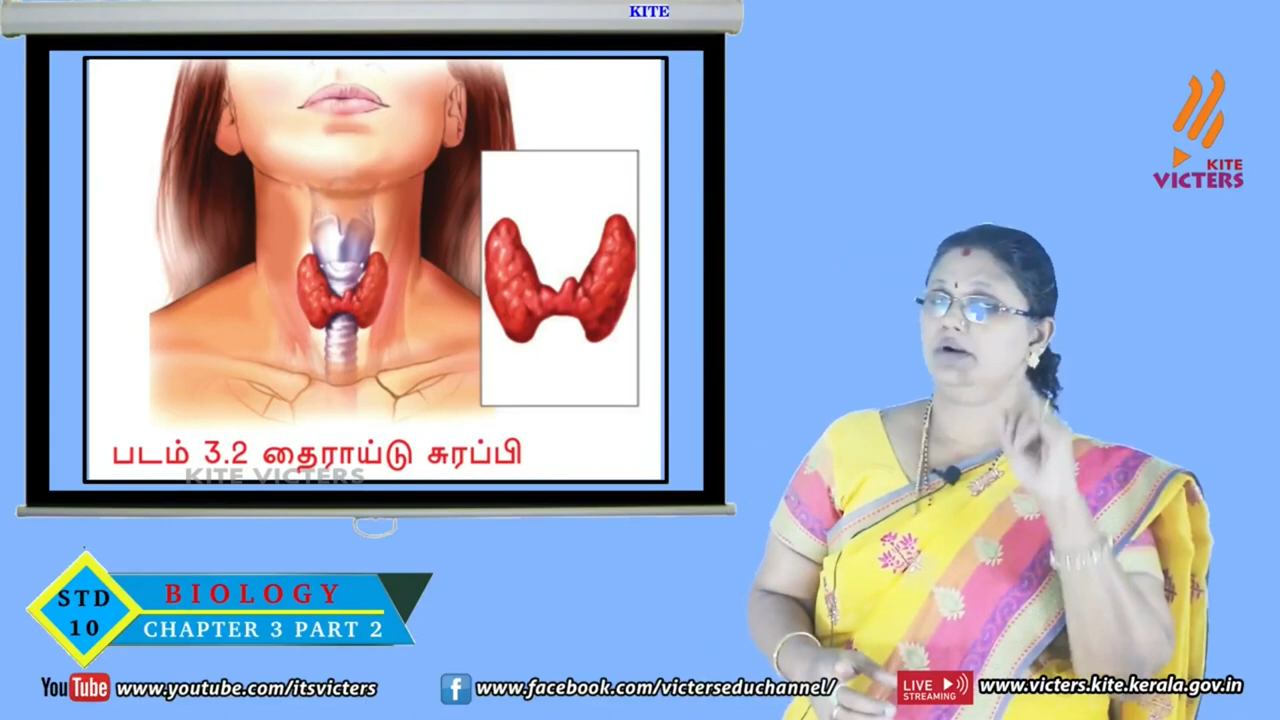 KITE
KITE
VICTERS
படம் 3.2 தைராய்டு சுரப்பி
KITE VICTERS
STD
10
BIOLOGY
CHAPTER 3 PART 2
YouTube www.youtube.com/itsvicters
f www.facebook.com/victerseduchannel/
LIVE
STREAMING
www.victers.kite.kerala.gov.in